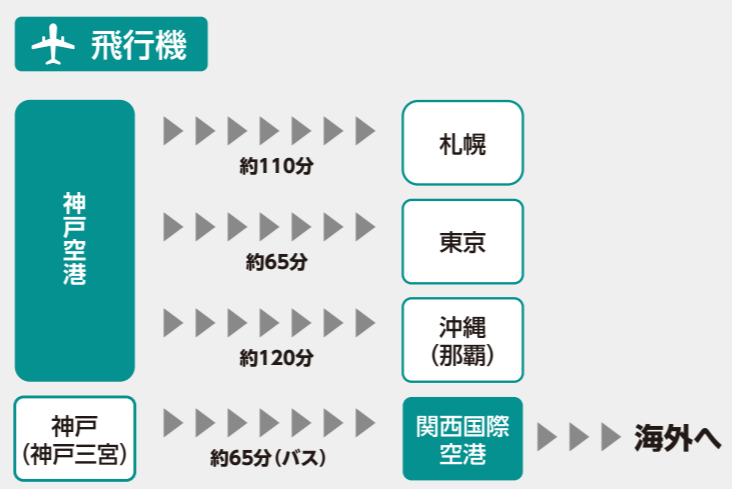 飛行機
神戸空港
約110分
札幌
約65分
東京
約120分
沖縄
(那覇)
神戸
(神戸三宮)
約65分(バス)
関西国際
空港
海外へ